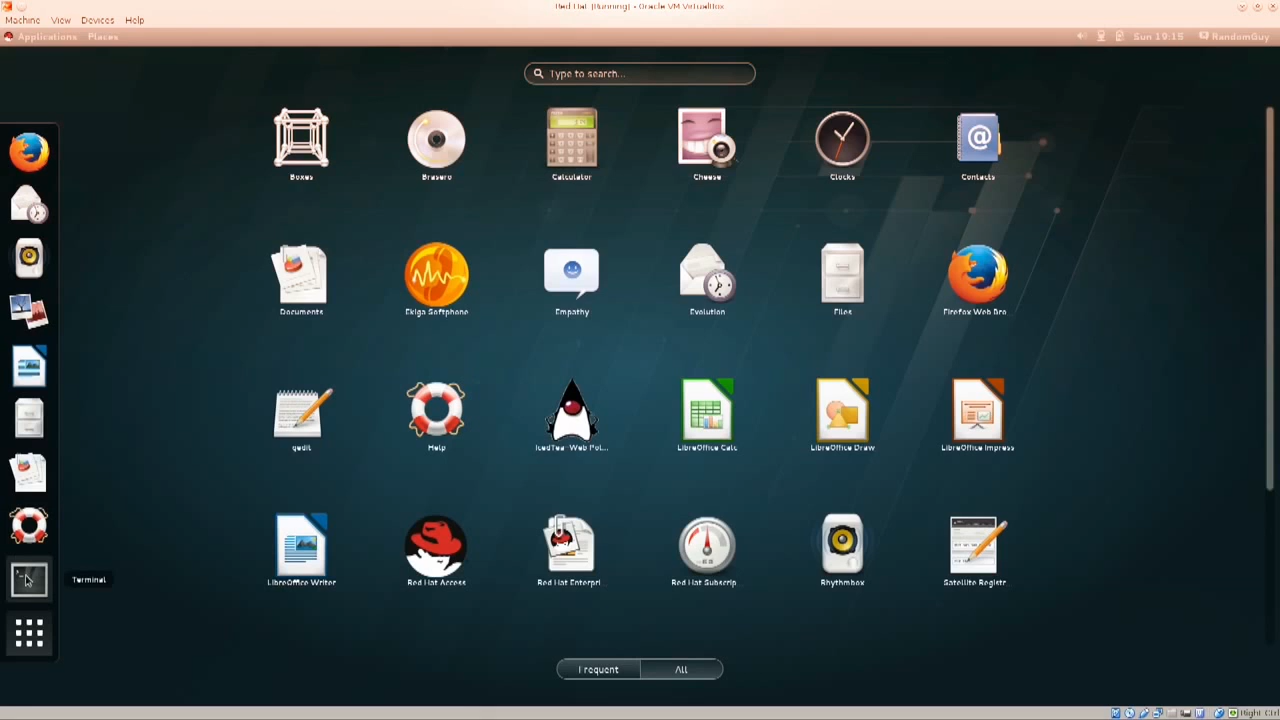 Red Hat [Running] - Oracle VM VirtualBox
Machine View Devices Help
Applications Places Sun 19:15 RandomGuy
Type to search...
Boxes Brasero Calculator Cheese Clocks Contacts
Documents Ekiga Softphone Empathy Evolution Files Firefox Web Bro...
gedit Help IcedTea-Web Pol... LibreOffice Calc LibreOffice Draw LibreOffice Impress
LibreOffice Writer Red Hat Access Red Hat Enterpri... Red Hat Subscrip... Rhythmbox Satellite Registr...
Terminal
Frequent All
Right Ctrl